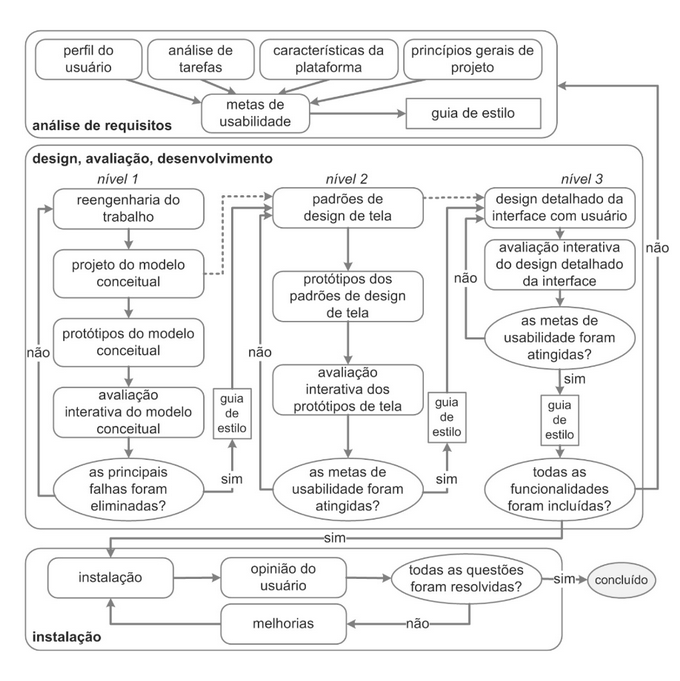 perfil do
usuário
análise de
tarefas
características da
plataforma
princípios gerais de
projeto
metas de
usabilidade
guia de estilo
análise de requisitos
design, avaliação, desenvolvimento
nível 1
nível 2
nível 3
reengenharia do
trabalho
padrões de
design de tela
design detalhado da
interface com usuário
projeto do modelo
conceitual
protótipos dos
padrões de design
de tela
avaliação interativa
do design detalhado
da interface
não
não
protótipos do modelo
conceitual
as metas de
usabilidade foram
atingidas?
não
não
avaliação
interativa do modelo
conceitual
guia
de
estilo
avaliação
interativa dos
protótipos de tela
guia
de
estilo
sim
guia
de
estilo
as principais
falhas foram
eliminadas?
sim
as metas de
usabilidade foram
atingidas?
sim
todas as
funcionalidades
foram incluídas?
sim
instalação
opinião do
usuário
todas as questões
foram resolvidas?
sim
concluído
melhorias
não
instalação